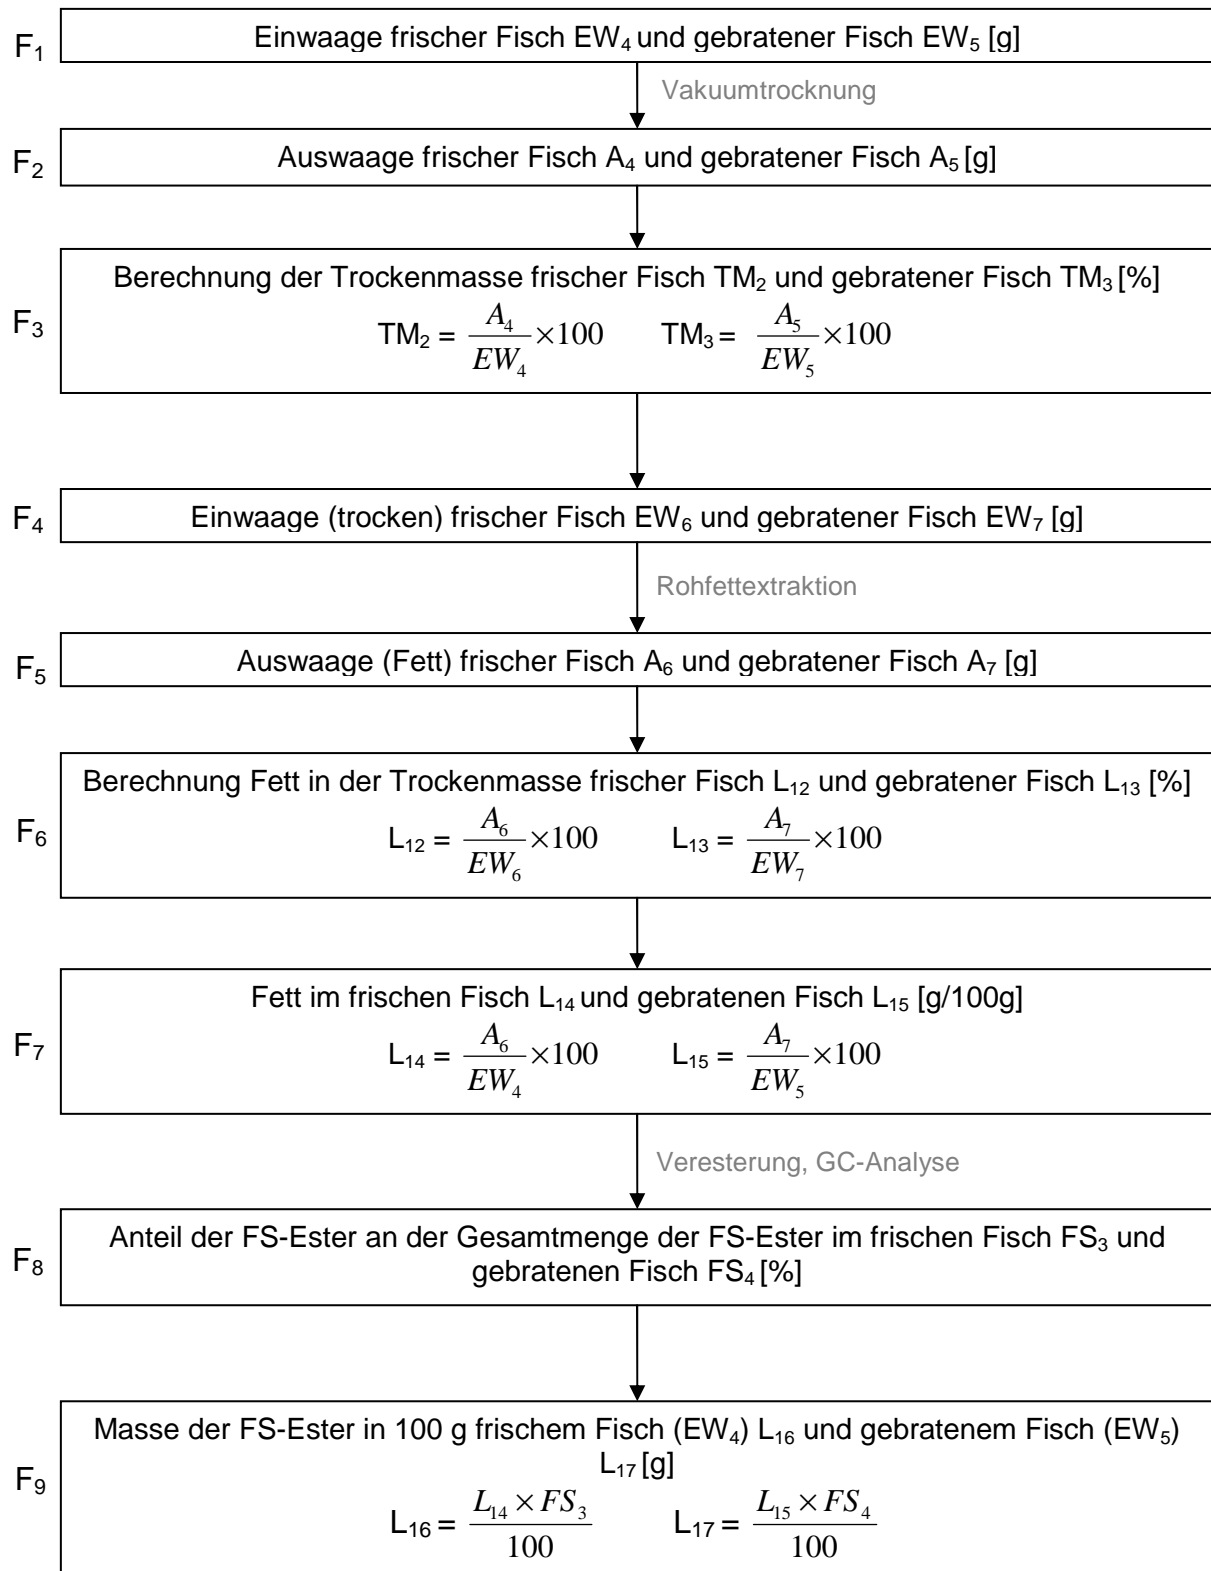 F₁ Einwaage frischer Fisch EW₄ und gebratener Fisch EW₅ [g]
Vakuumtrocknung
F₂ Auswaage frischer Fisch A₄ und gebratener Fisch A₅ [g]
Berechnung der Trockenmasse frischer Fisch TM₂ und gebratener Fisch TM₃ [%]
F₃ TM₂ = A₄/EW₄ ×100 TM₃ = A₅/EW₅ ×100
F₄ Einwaage (trocken) frischer Fisch EW₆ und gebratener Fisch EW₇ [g]
Rohfettextraktion
F₅ Auswaage (Fett) frischer Fisch A₆ und gebratener Fisch A₇ [g]
Berechnung Fett in der Trockenmasse frischer Fisch L₁₂ und gebratener Fisch L₁₃ [%]
F₆ L₁₂ = A₆/EW₆ ×100 L₁₃ = A₇/EW₇ ×100
Fett im frischen Fisch L₁₄ und gebratenen Fisch L₁₅ [g/100g]
F₇ L₁₄ = A₆/EW₄ ×100 L₁₅ = A₇/EW₅ ×100
Veresterung, GC-Analyse
F₈ Anteil der FS-Ester an der Gesamtmenge der FS-Ester im frischen Fisch FS₃ und
gebratenen Fisch FS₄ [%]
Masse der FS-Ester in 100 g frischem Fisch (EW₄) L₁₆ und gebratenem Fisch (EW₅)
L₁₇ [g]
F₉ L₁₆ = L₁₄ × FS₃/100 L₁₇ = L₁₅ × FS₄/100